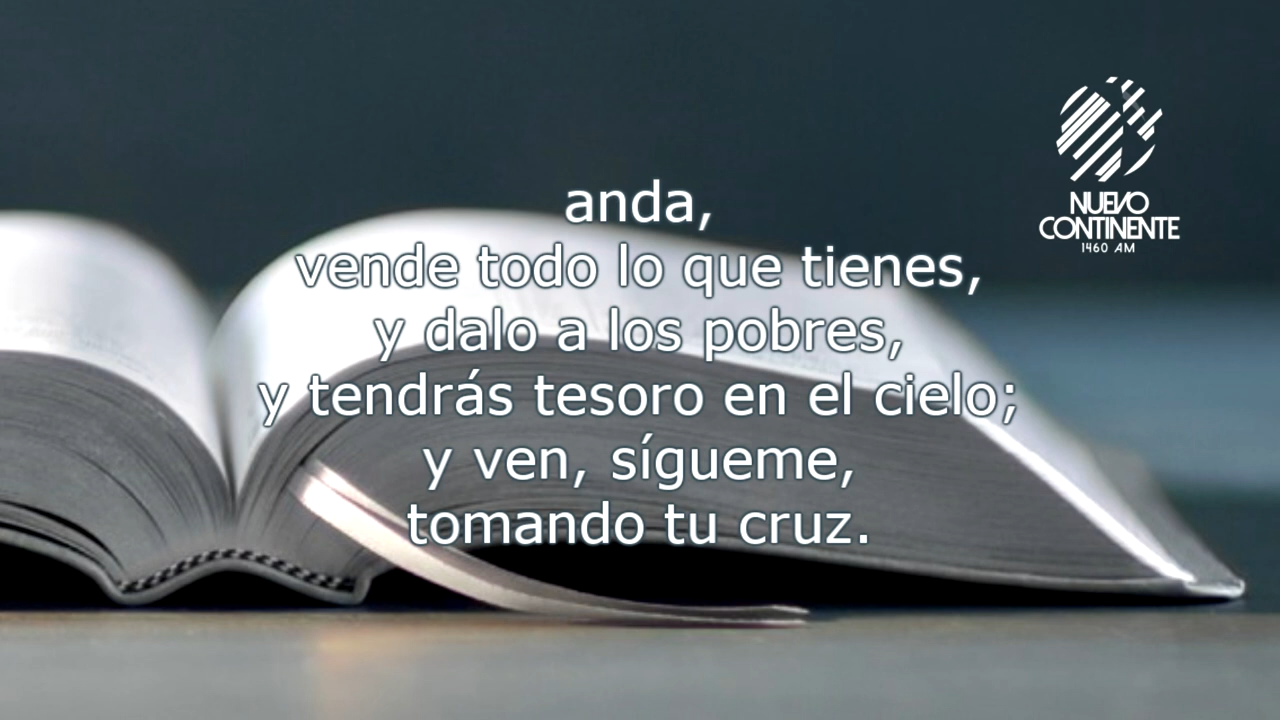 anda,
vende todo lo que tienes,
y dalo a los pobres,
y tendrás tesoro en el cielo;
y ven, sígueme,
tomando tu cruz.
NUEVO
CONTINENTE
1460 AM